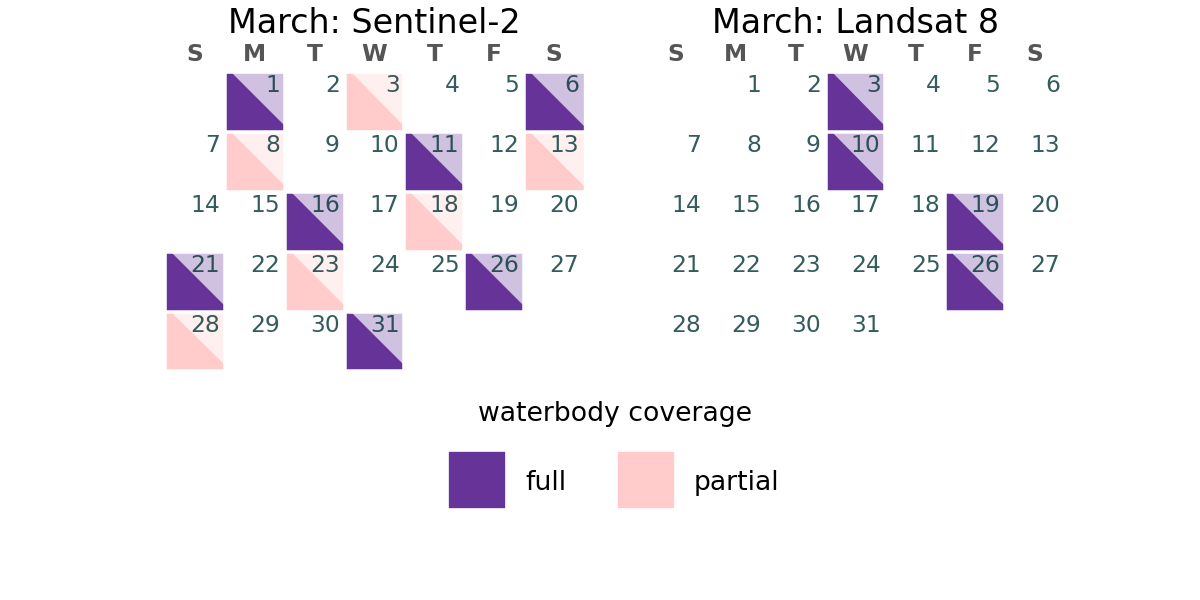 March: Sentinel-2
S M T W T F S
1 2 3 4 5 6
7 8 9 10 11 12 13
14 15 16 17 18 19 20
21 22 23 24 25 26 27
28 29 30 31
March: Landsat 8
S M T W T F S
1 2 3 4 5 6
7 8 9 10 11 12 13
14 15 16 17 18 19 20
21 22 23 24 25 26 27
28 29 30 31
waterbody coverage
full partial